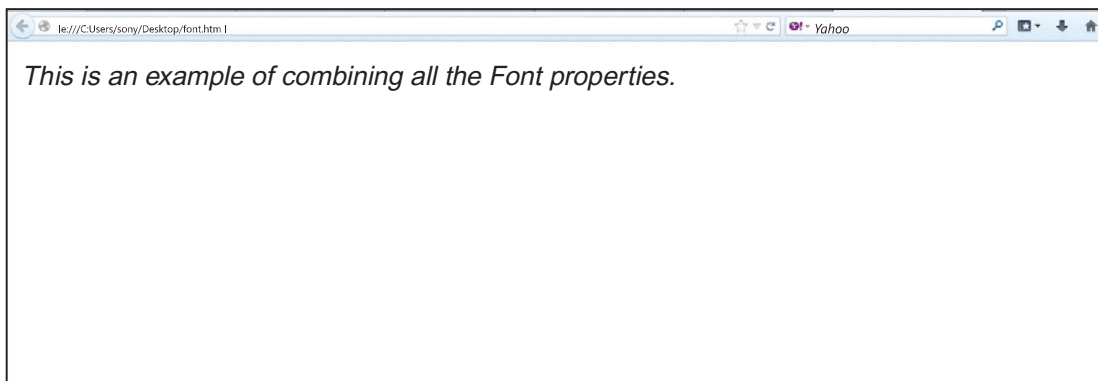 le:///C:Users/sony/Desktop/font.htm l
Y! - Yahoo
This is an example of combining all the Font properties.